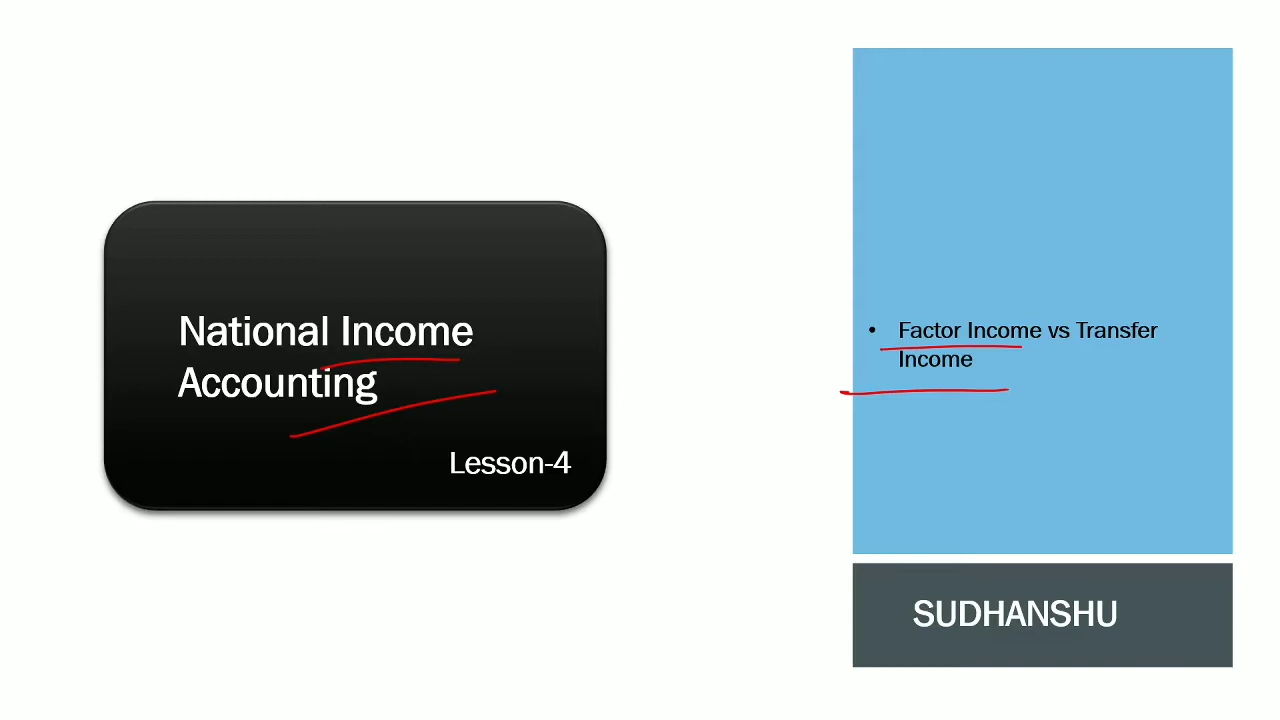 National Income
Accounting
Lesson-4
• Factor Income vs Transfer
Income
SUDHANSHU